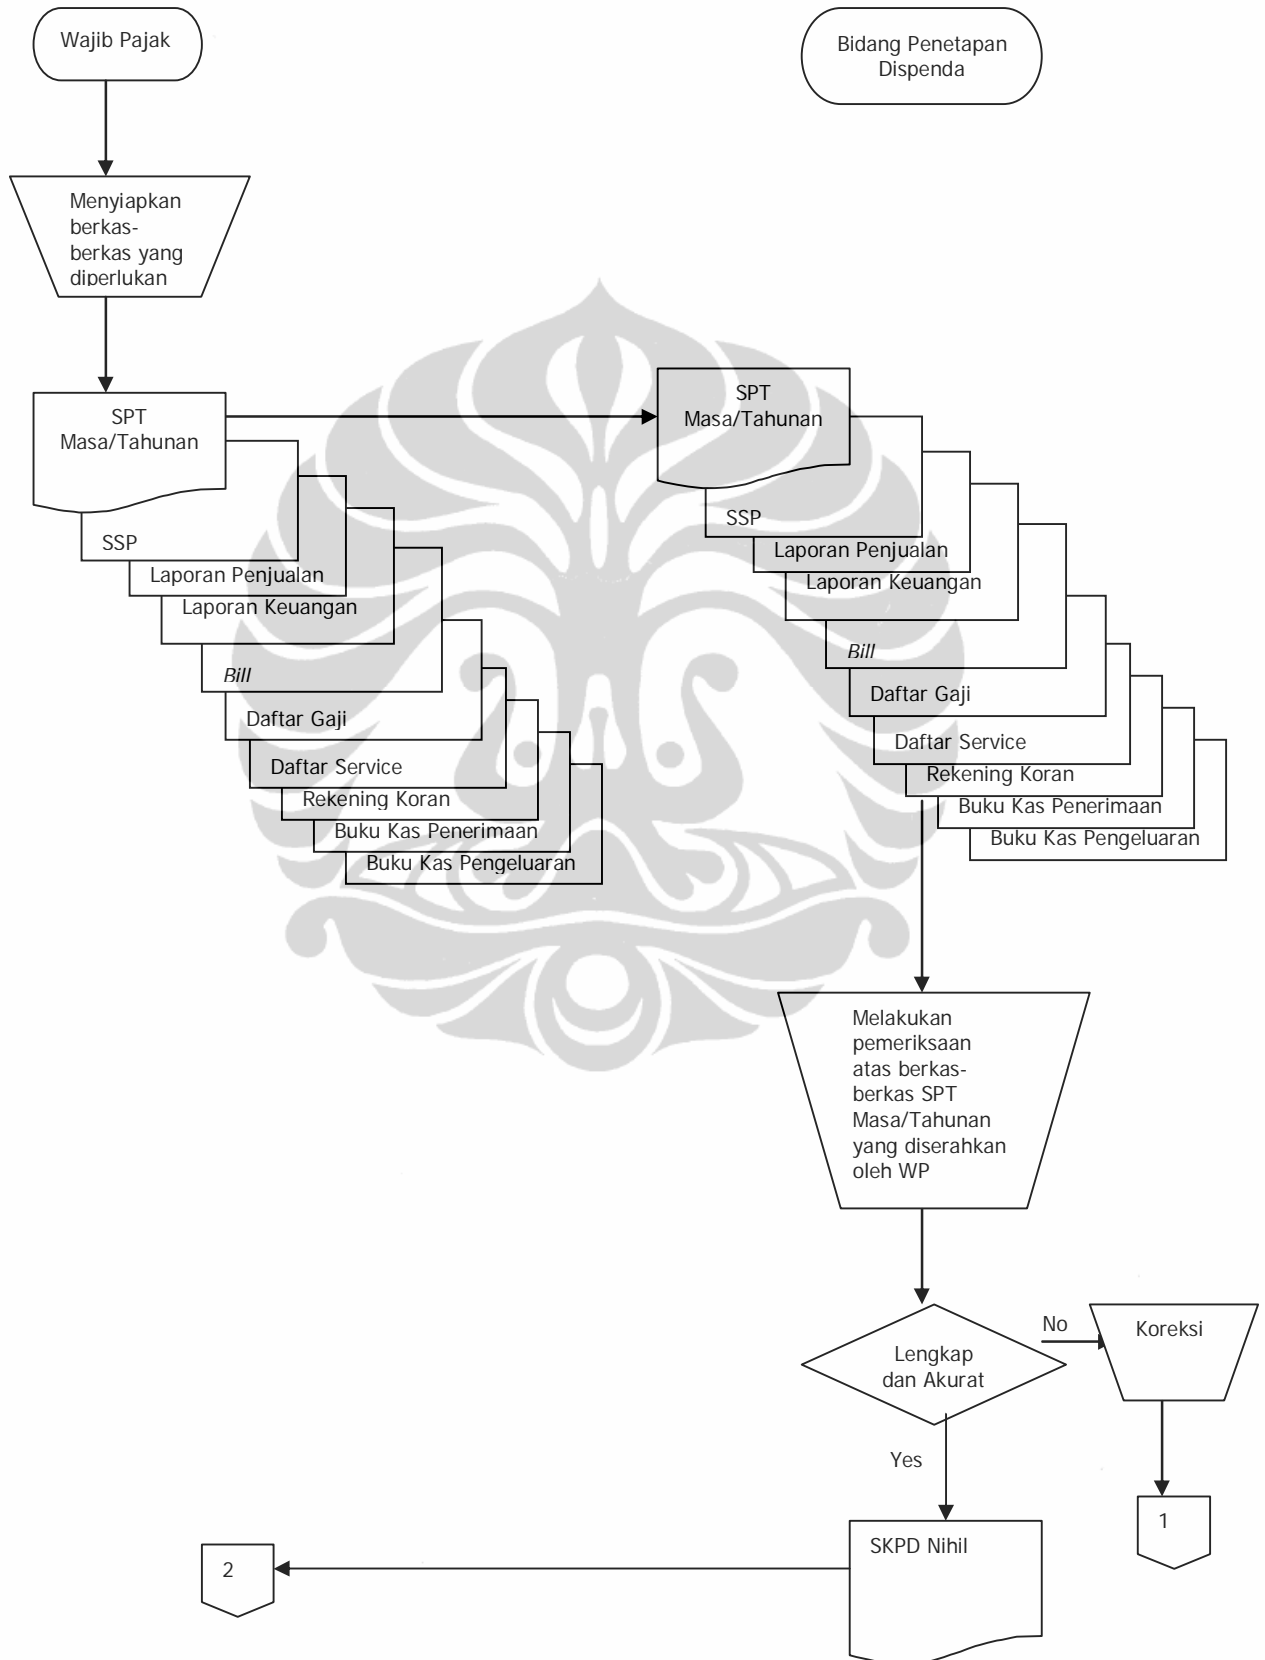 Wajib Pajak
Bidang Penetapan
Dispenda
Menyiapkan
berkas-
berkas yang
diperlukan
SPT
Masa/Tahunan
SSP
Laporan Penjualan
Laporan Keuangan
Bill
Daftar Gaji
Daftar Service
Rekening Koran
Buku Kas Penerimaan
Buku Kas Pengeluaran
SPT
Masa/Tahunan
SSP
Laporan Penjualan
Laporan Keuangan
Bill
Daftar Gaji
Daftar Service
Rekening Koran
Buku Kas Penerimaan
Buku Kas Pengeluaran
Melakukan
pemeriksaan
atas berkas-
berkas SPT
Masa/Tahunan
yang diserahkan
oleh WP
Lengkap
dan Akurat
No
Koreksi
Yes
1
SKPD Nihil
2